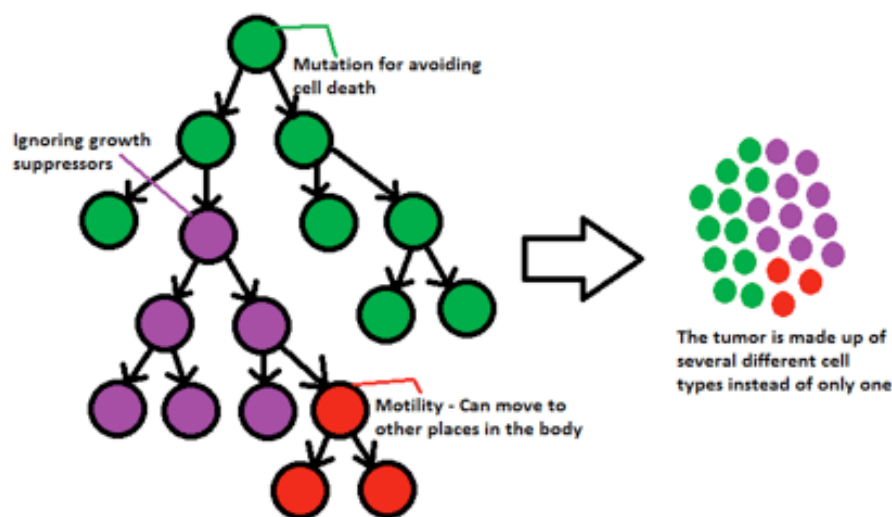 Mutation for avoiding
cell death
Ignoring growth
suppressors
The tumor is made up of
several different cell
types instead of only one
Motility - Can move to
other places in the body